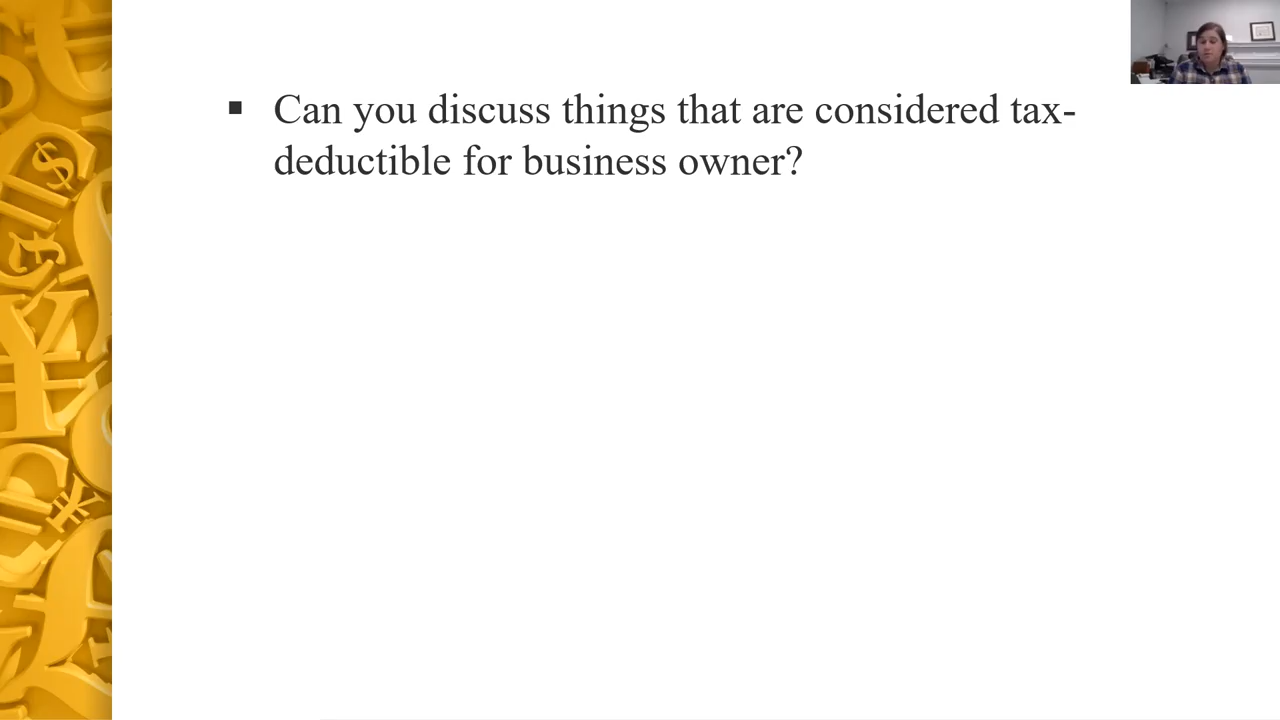 ▪ Can you discuss things that are considered tax-
deductible for business owner?